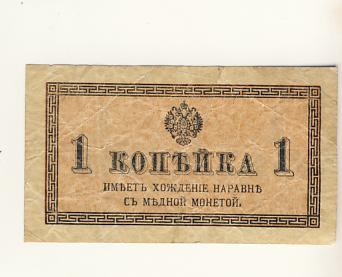 1 КОПѢЙКА 1
ИМѢЕТЪ ХОЖДЕНІЕ НАРАВНѢ
СЪ МѢДНОЙ МОНЕТОЙ.